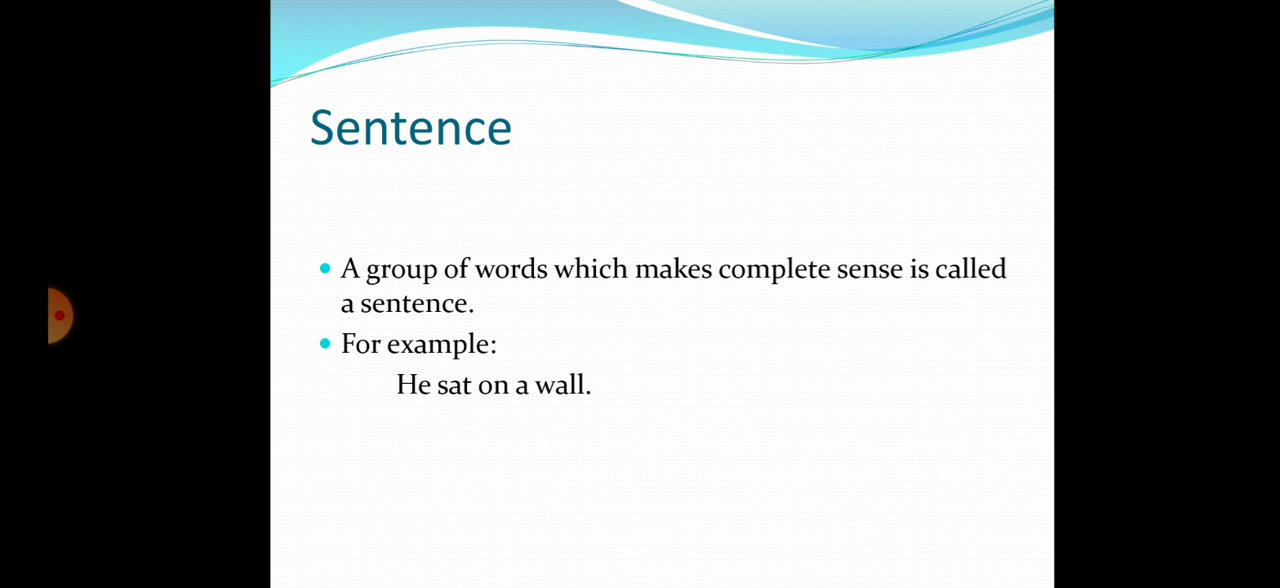 Sentence
A group of words which makes complete sense is called
a sentence.
For example:
He sat on a wall.